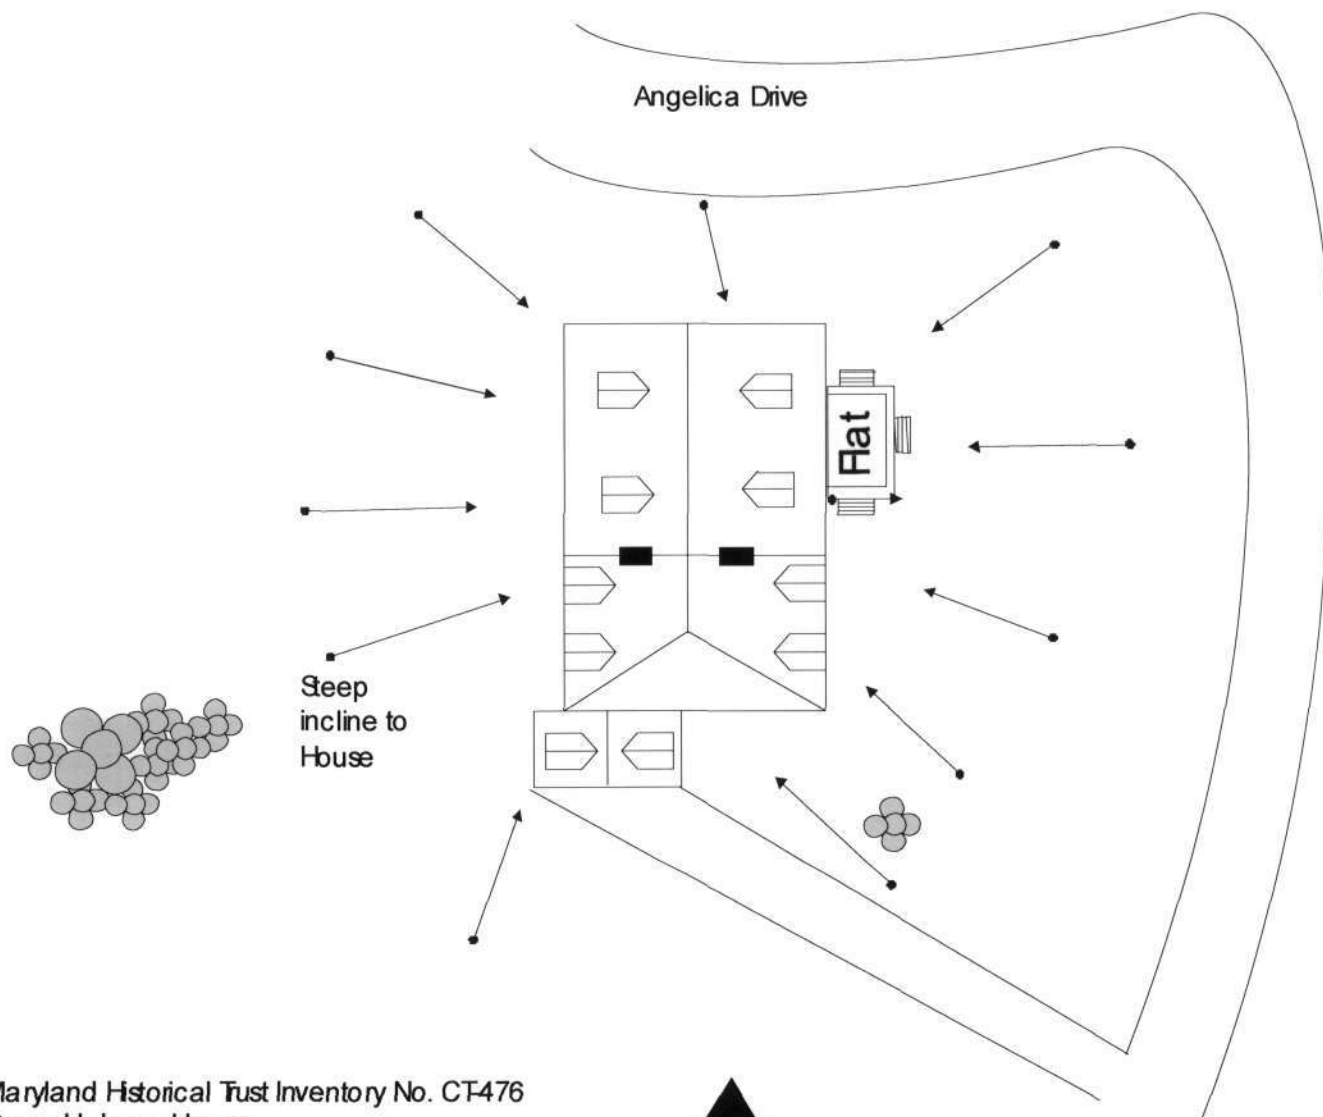 Angelica Drive
Flat
Steep
incline to
House
Maryland Historical Trust Inventory No. CT-476